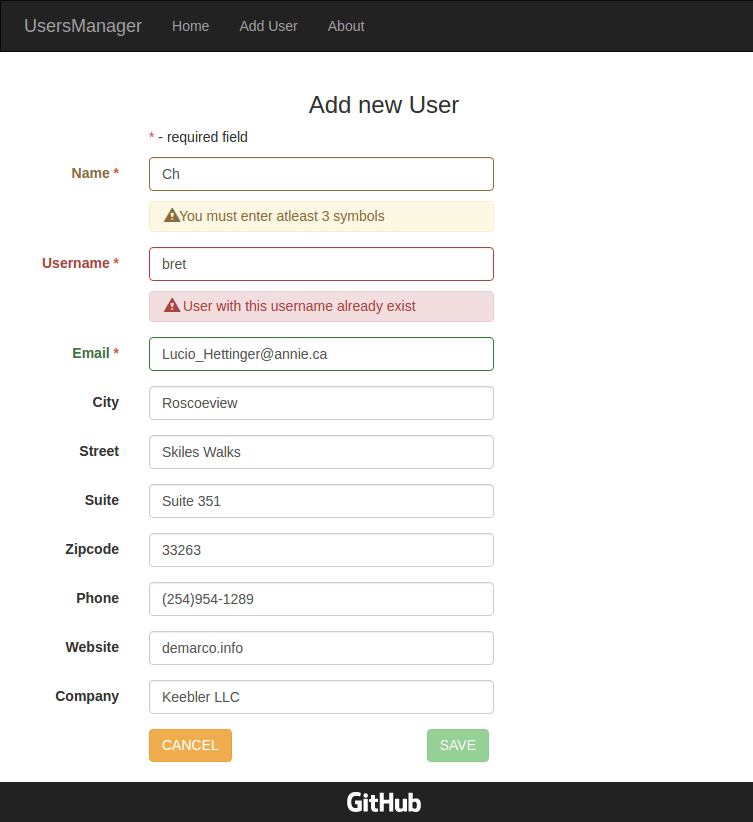 UsersManager Home Add User About
Add new User
* - required field
Name * Ch
You must enter atleast 3 symbols
Username * bret
User with this username already exist
Email * Lucio_Hettinger@annie.ca
City Roscoeview
Street Skiles Walks
Suite Suite 351
Zipcode 33263
Phone (254)954-1289
Website demarco.info
Company Keebler LLC
CANCEL SAVE
GitHub